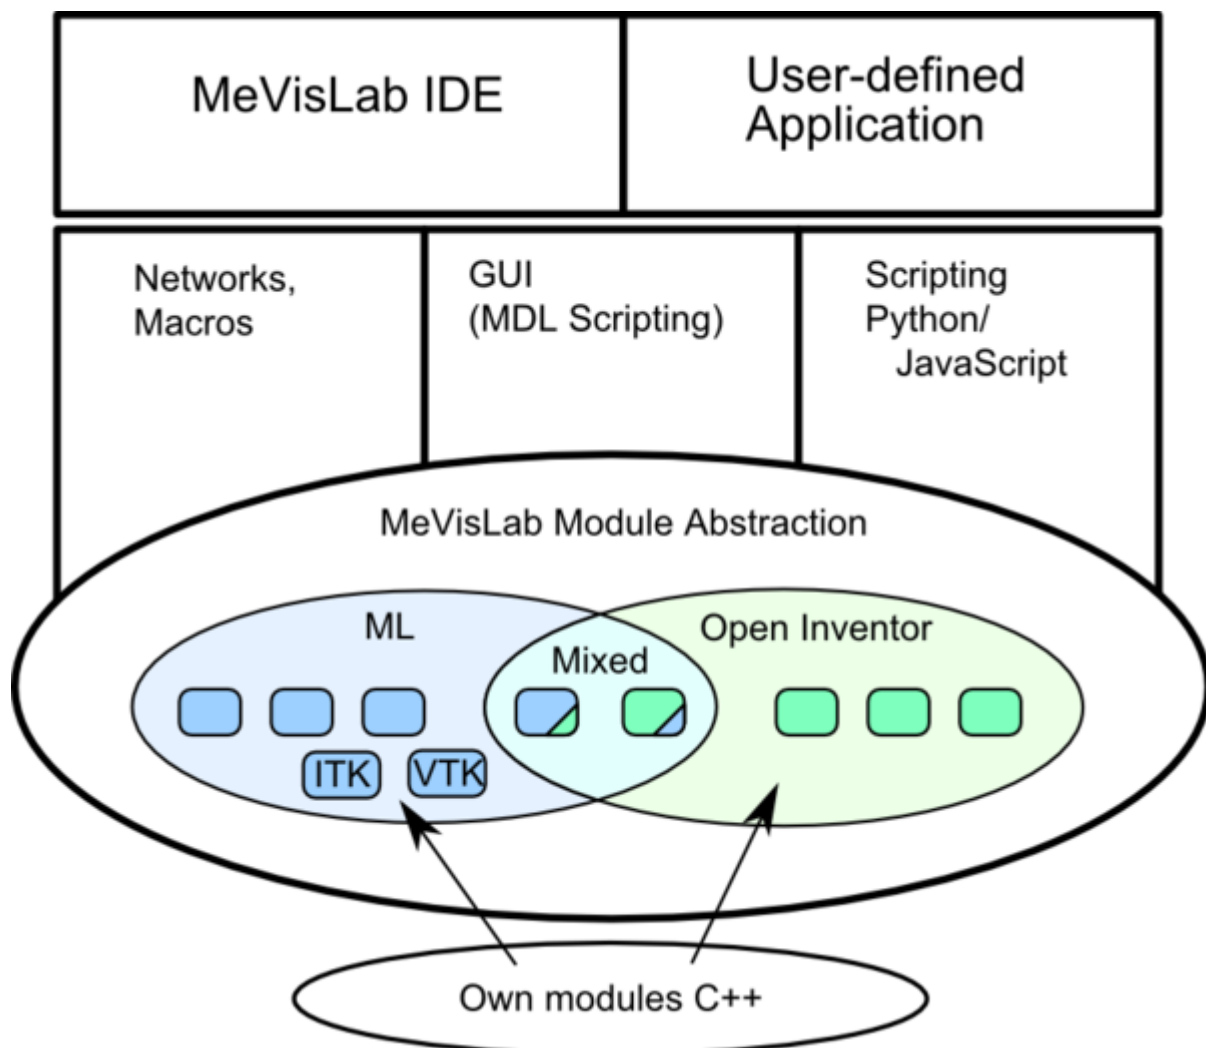 MeVisLab IDE
User-defined
Application
Networks,
Macros
GUI
(MDL Scripting)
Scripting
Python/
JavaScript
MeVisLab Module Abstraction
ML
Mixed
Open Inventor
ITK
VTK
Own modules C++